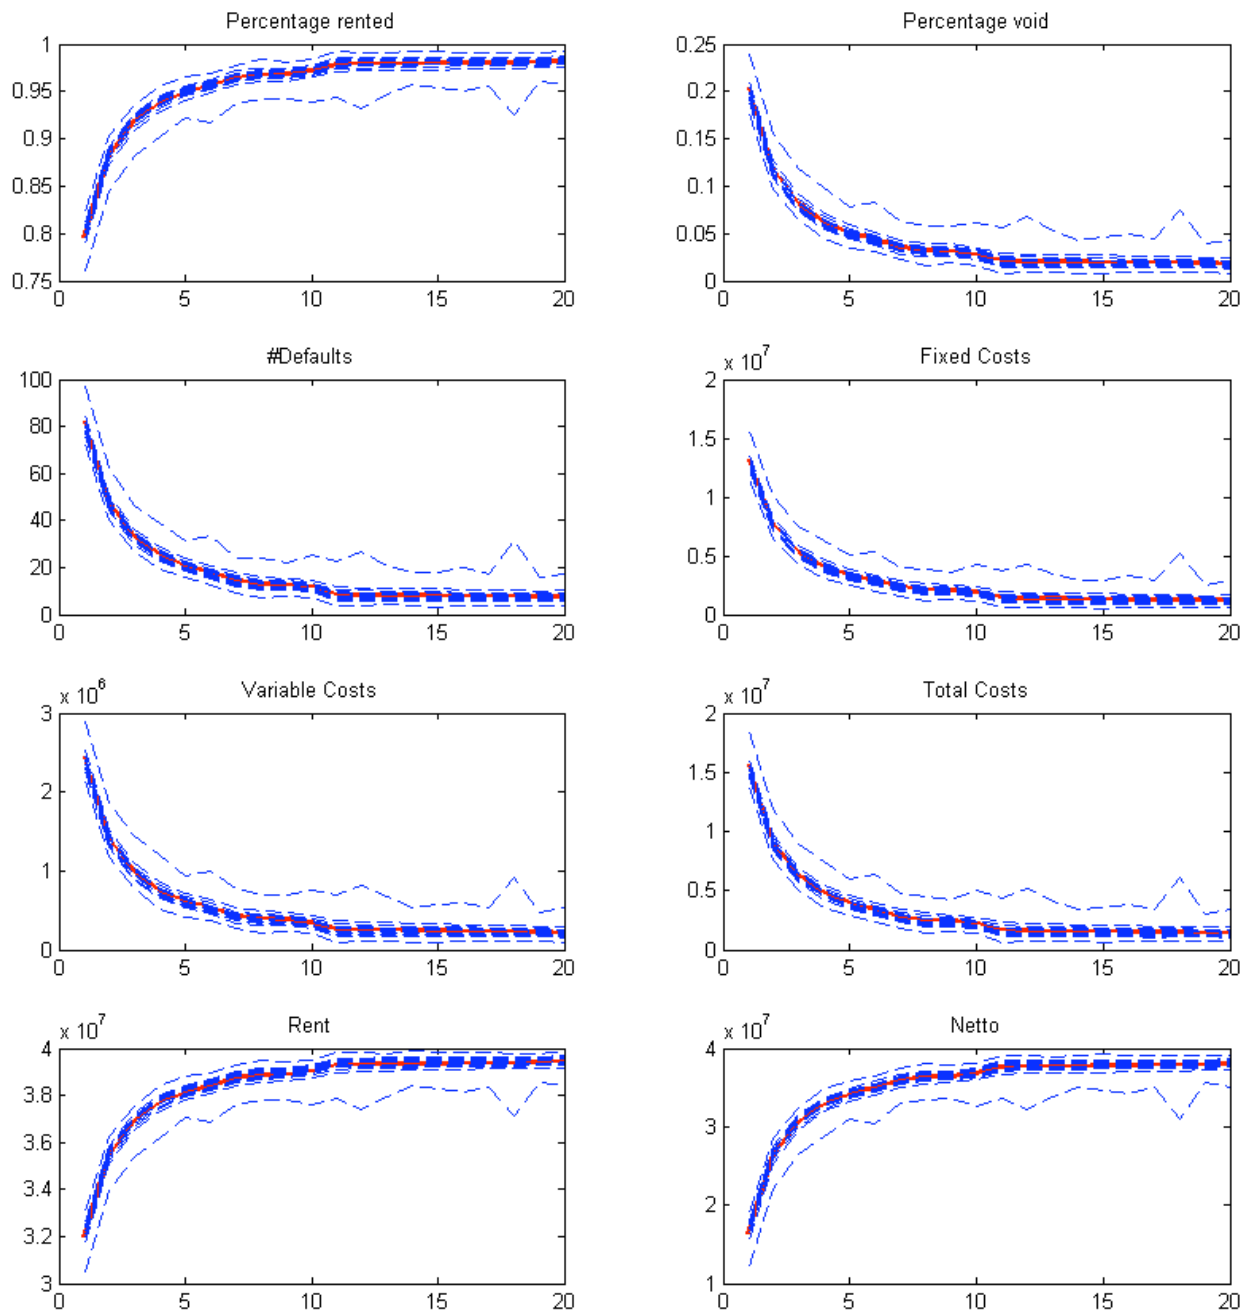 Percentage rented
1
0.95
0.9
0.85
0.8
0.75
0 5 10 15 20
Percentage void
0.25
0.2
0.15
0.1
0.05
0
0 5 10 15 20
#Defaults
100
80
60
40
20
0
0 5 10 15 20
Fixed Costs
x 10^7
2
1.5
1
0.5
0
0 5 10 15 20
Variable Costs
x 10^6
3
2
1
0
0 5 10 15 20
Total Costs
x 10^7
2
1.5
1
0.5
0
0 5 10 15 20
Rent
x 10^7
4
3.8
3.6
3.4
3.2
3
0 5 10 15 20
Netto
x 10^7
4
3
2
1
0 5 10 15 20